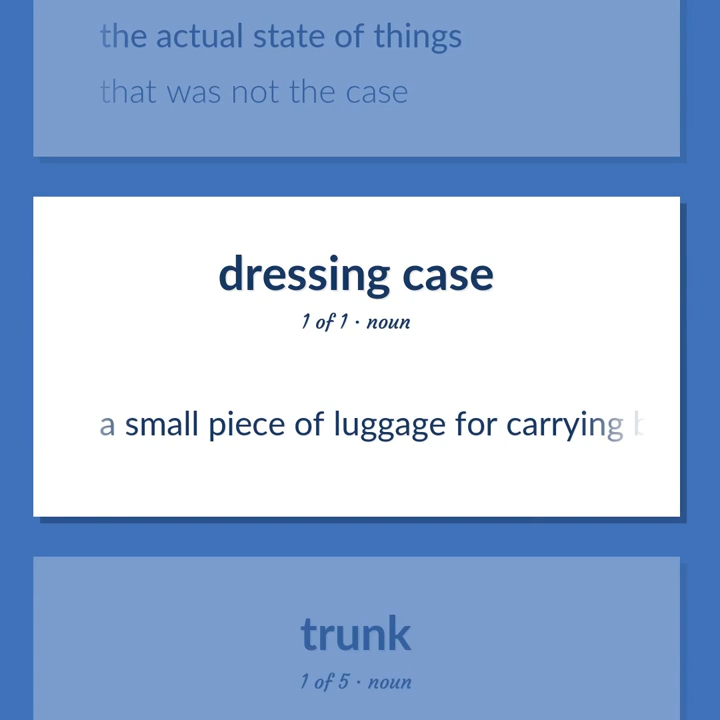 the actual state of things
that was not the case
dressing case
1 of 1 · noun
a small piece of luggage for carrying
trunk
1 of 5 · noun